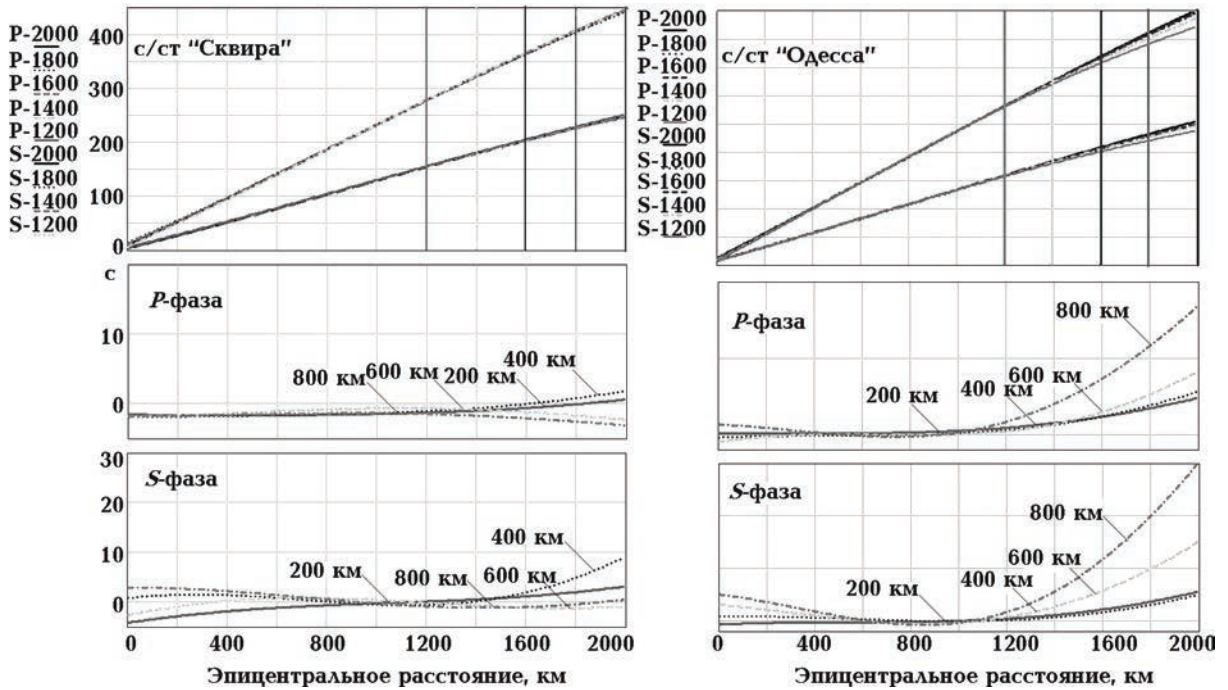 P-2000
P-1800
P-1600
P-1400
P-1200
S-2000
S-1800
S-1400
S-1200
400
300
200
100
0
с/ст “Сквира”
P-2000
P-1800
P-1600
P-1400
P-1200
S-2000
S-1800
S-1600
S-1400
S-1200
с/ст “Одесса”
с
10
0
P-фаза
800 км
600 км
200 км
400 км
P-фаза
200 км
400 км
600 км
800 км
30
20
10
0
S-фаза
200 км
800 км
600 км
400 км
0 400 800 1200 1600 2000
Эпицентральное расстояние, км
S-фаза
200 км
400 км
600 км
800 км
0 400 800 1200 1600 2000
Эпицентральное расстояние, км